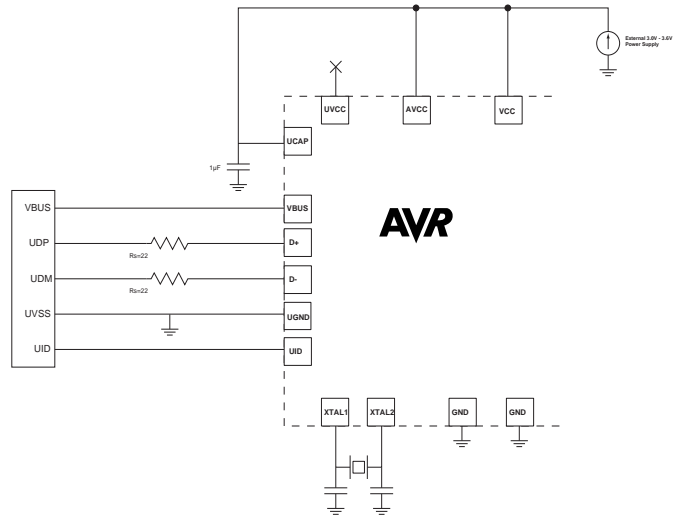 External 3.0V - 3.6V
Power Supply
UVCC
AVCC
VCC
UCAP
1µF
VBUS
VBUS
UDP
D+
Rs=22
UDM
D-
Rs=22
UVSS
UGND
UID
UID
AVR
XTAL1
XTAL2
GND
GND